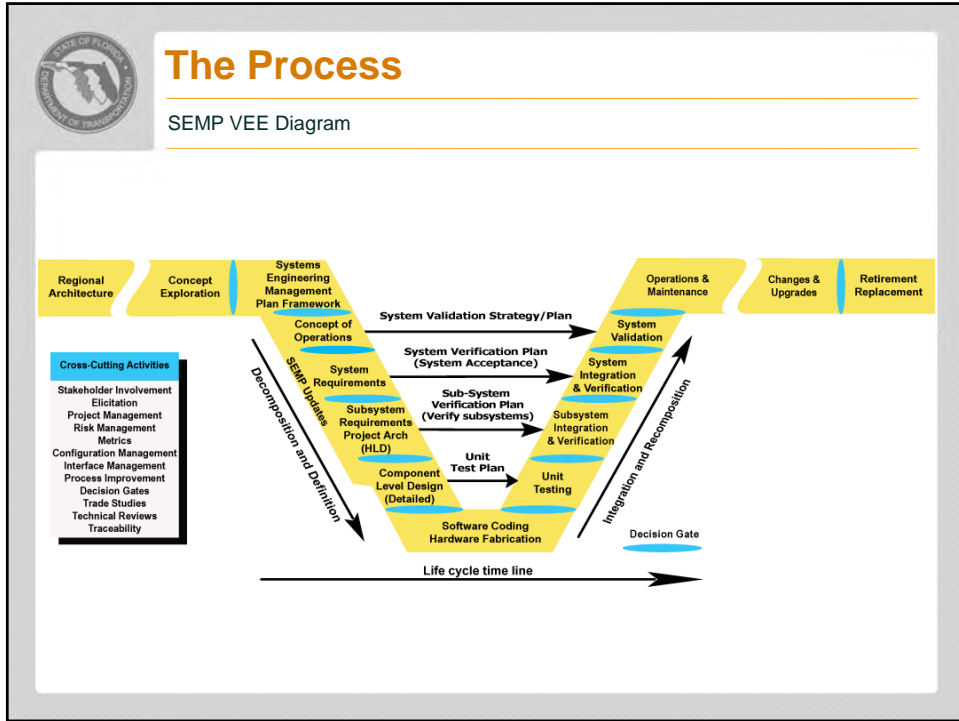 STATE OF FLORIDA
DEPARTMENT OF TRANSPORTATION
The Process
SEMP VEE Diagram
Regional
Architecture
Concept
Exploration
Systems
Engineering
Management
Plan Framework
Concept of
Operations
System
Requirements
Subsystem
Requirements
Project Arch
(HLD)
Component
Level Design
(Detailed)
Software Coding
Hardware Fabrication
Unit
Testing
Subsystem
Integration
& Verification
System
Integration
& Verification
System
Validation
Operations &
Maintenance
Changes &
Upgrades
Retirement
Replacement
System Validation Strategy/Plan
System Verification Plan
(System Acceptance)
Sub-System
Verification Plan
(Verify subsystems)
Unit
Test Plan
SEMP Updates
Decomposition and Definition
Integration and Recomposition
Decision Gate
Life cycle time line
Cross-Cutting Activities
Stakeholder Involvement
Elicitation
Project Management
Risk Management
Metrics
Configuration Management
Interface Management
Process Improvement
Decision Gates
Trade Studies
Technical Reviews
Traceability